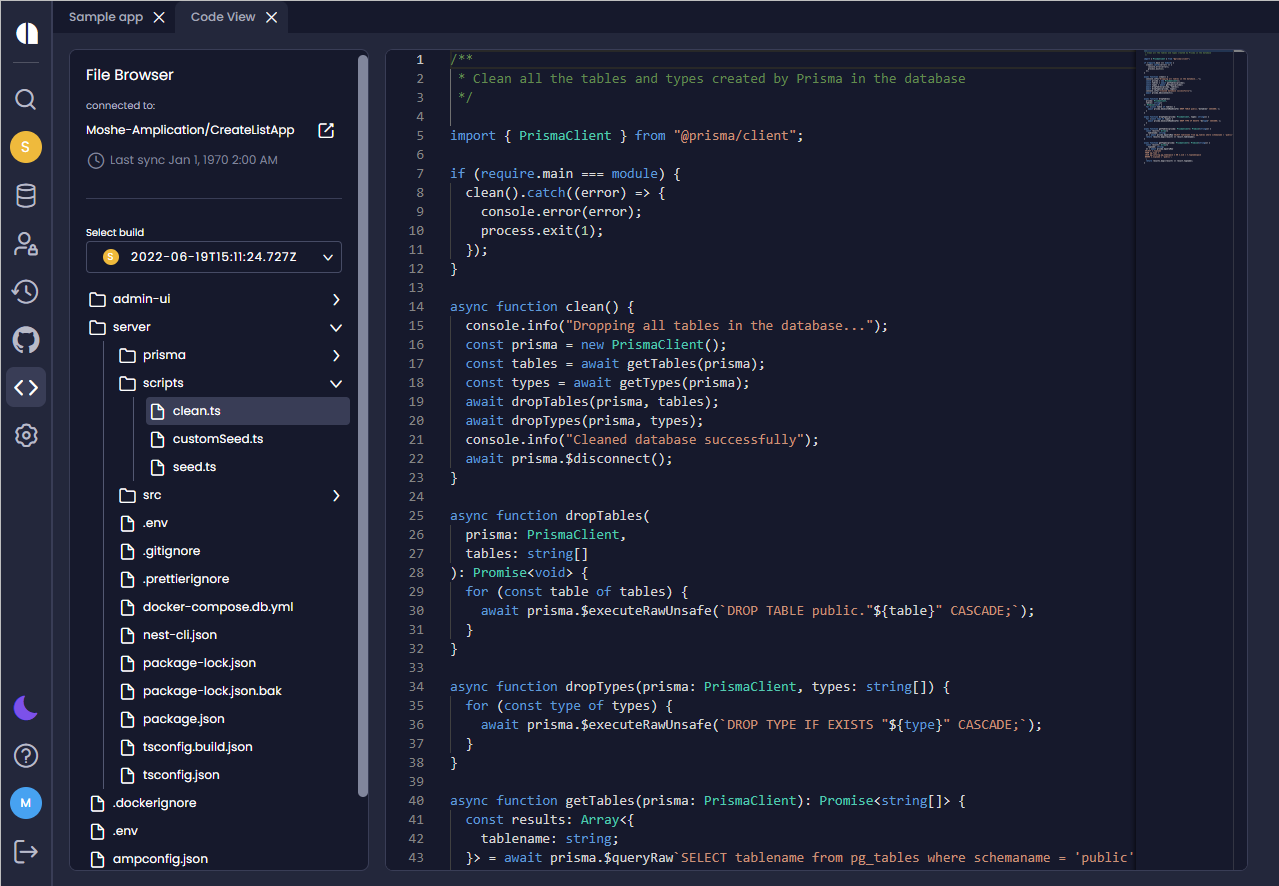 Sample app
Code View
File Browser
connected to:
Moshe-Amplication/CreateListApp
Last sync Jan 1, 1970 2:00 AM
Select build
S 2022-06-19T15:11:24.727Z
admin-ui
server
prisma
scripts
clean.ts
customSeed.ts
seed.ts
src
.env
.gitignore
.prettierignore
docker-compose.db.yml
nest-cli.json
package-lock.json
package-lock.json.bak
package.json
tsconfig.build.json
tsconfig.json
.dockerignore
.env
ampconfig.json
S
?
M
1 /**
2  * Clean all the tables and types created by Prisma in the database
3  */
4
5 import { PrismaClient } from "@prisma/client";
6
7 if (require.main === module) {
8   clean().catch((error) => {
9     console.error(error);
10     process.exit(1);
11   });
12 }
13
14 async function clean() {
15   console.info("Dropping all tables in the database...");
16   const prisma = new PrismaClient();
17   const tables = await getTables(prisma);
18   const types = await getTypes(prisma);
19   await dropTables(prisma, tables);
20   await dropTypes(prisma, types);
21   console.info("Cleaned database successfully");
22   await prisma.$disconnect();
23 }
24
25 async function dropTables(
26   prisma: PrismaClient,
27   tables: string[]
28 ): Promise<void> {
29   for (const table of tables) {
30     await prisma.$executeRawUnsafe(`DROP TABLE public."${table}" CASCADE;`);
31   }
32 }
33
34 async function dropTypes(prisma: PrismaClient, types: string[]) {
35   for (const type of types) {
36     await prisma.$executeRawUnsafe(`DROP TYPE IF EXISTS "${type}" CASCADE;`);
37   }
38 }
39
40 async function getTables(prisma: PrismaClient): Promise<string[]> {
41   const results: Array<{
42     tablename: string;
43   }> = await prisma.$queryRaw`SELECT tablename from pg_tables where schemaname = 'public'